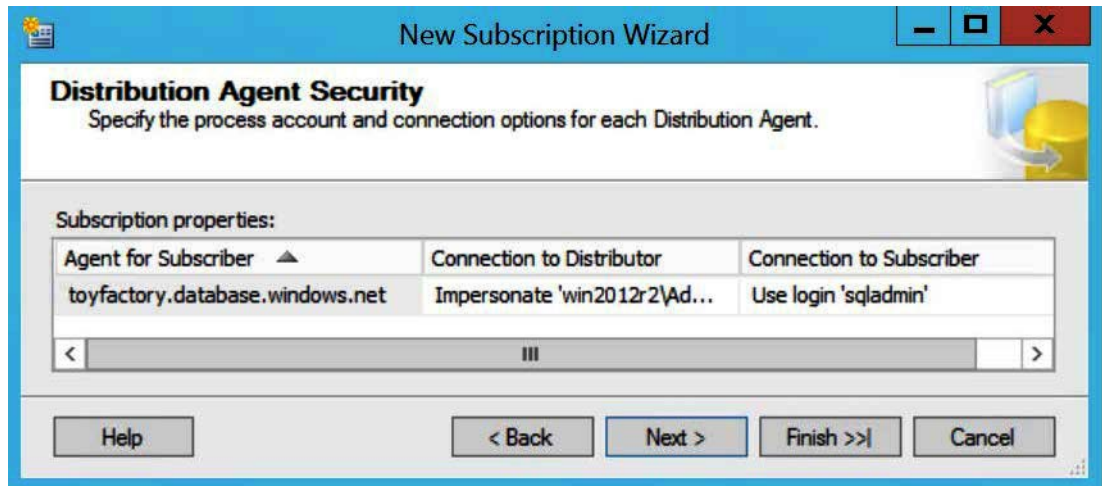 New Subscription Wizard
Distribution Agent Security
Specify the process account and connection options for each Distribution Agent.
Subscription properties:
Agent for Subscriber Connection to Distributor Connection to Subscriber
toyfactory.database.windows.net Impersonate 'win2012r2\Ad... Use login 'sqladmin'
Help < Back Next > Finish >>| Cancel